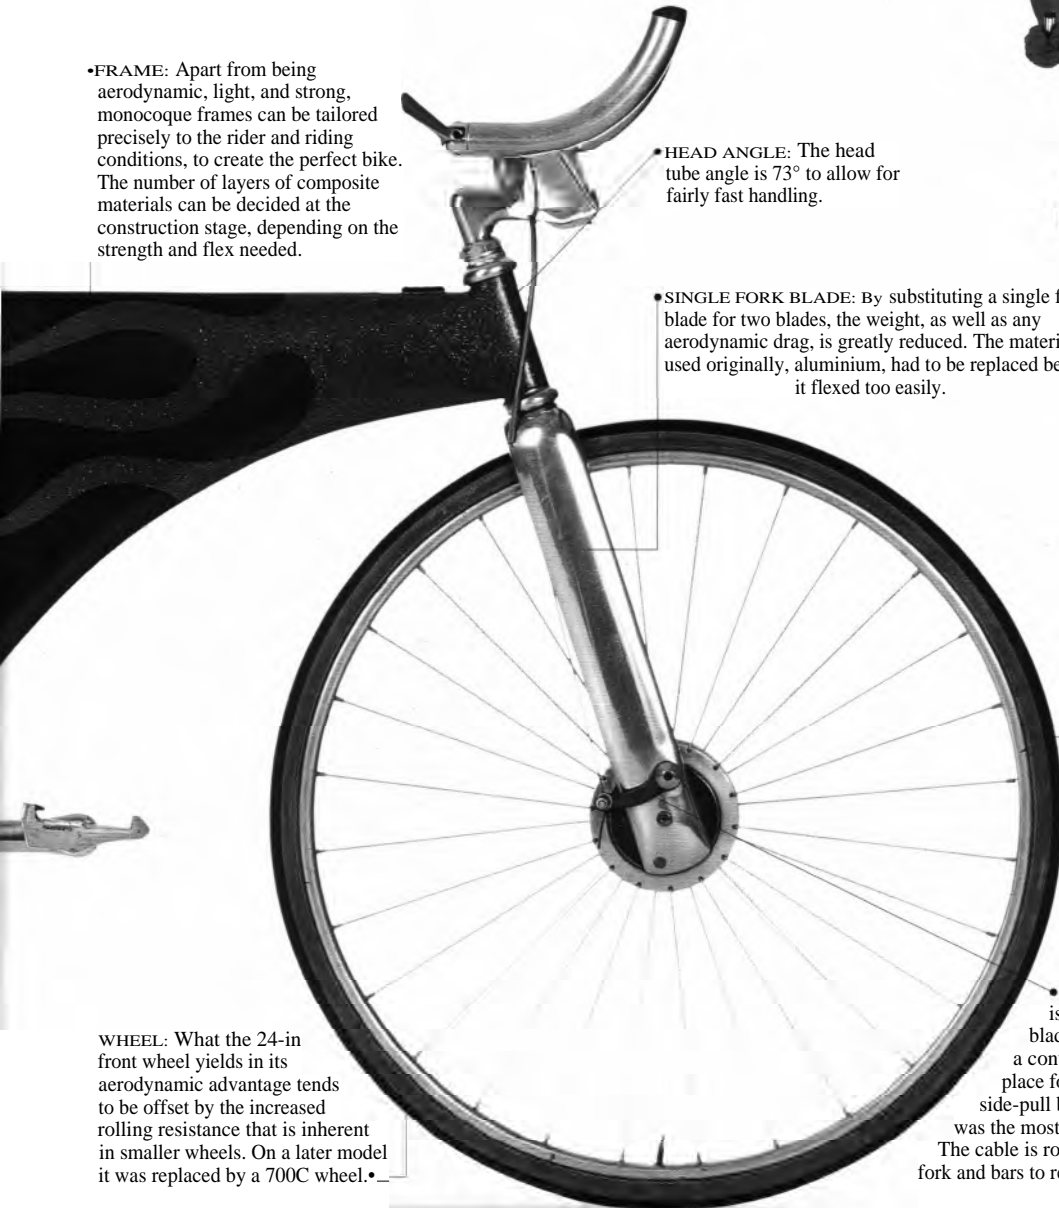 •FRAME: Apart from being
aerodynamic, light, and strong,
monocoque frames can be tailored
precisely to the rider and riding
conditions, to create the perfect bike.
The number of layers of composite
materials can be decided at the
construction stage, depending on the
strength and flex needed.
•HEAD ANGLE: The head
tube angle is 73° to allow for
fairly fast handling.
•SINGLE FORK BLADE: By substituting a single
blade for two blades, the weight, as well as any
aerodynamic drag, is greatly reduced. The
used originally, aluminium, had to be replaced
it flexed too easily.
WHEEL: What the 24-in
front wheel yields in its
aerodynamic advantage tends
to be offset by the increased
rolling resistance that is inherent
in smaller wheels. On a later model
it was replaced by a 700C wheel.•
is
a
place
side-pull
was the most
The cable is
fork and bars to